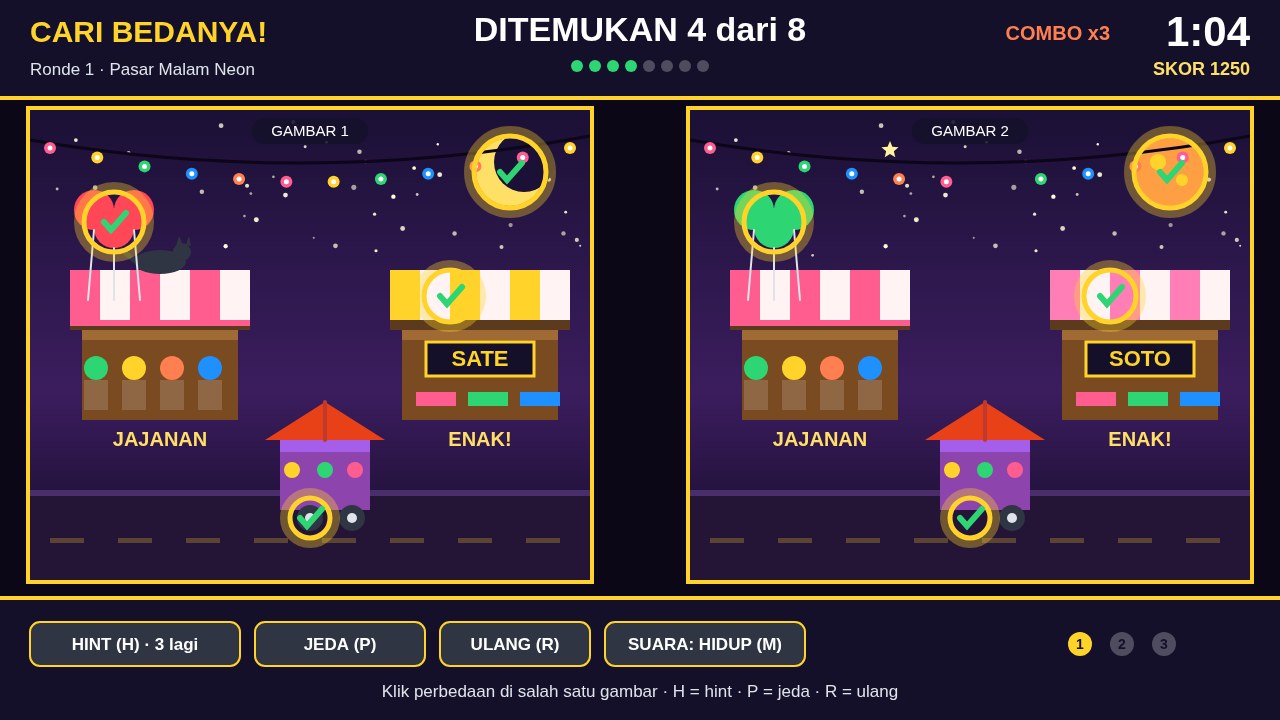 CARI BEDANYA!
DITEMUKAN 4 dari 8
COMBO x3
1:04
Ronde 1 · Pasar Malam Neon
SKOR 1250
GAMBAR 1
SATE
JAJANAN
ENAK!
GAMBAR 2
SOTO
JAJANAN
ENAK!
HINT (H) · 3 lagi
JEDA (P)
ULANG (R)
SUARA: HIDUP (M)
1
2
3
Klik perbedaan di salah satu gambar · H = hint · P = jeda · R = ulang